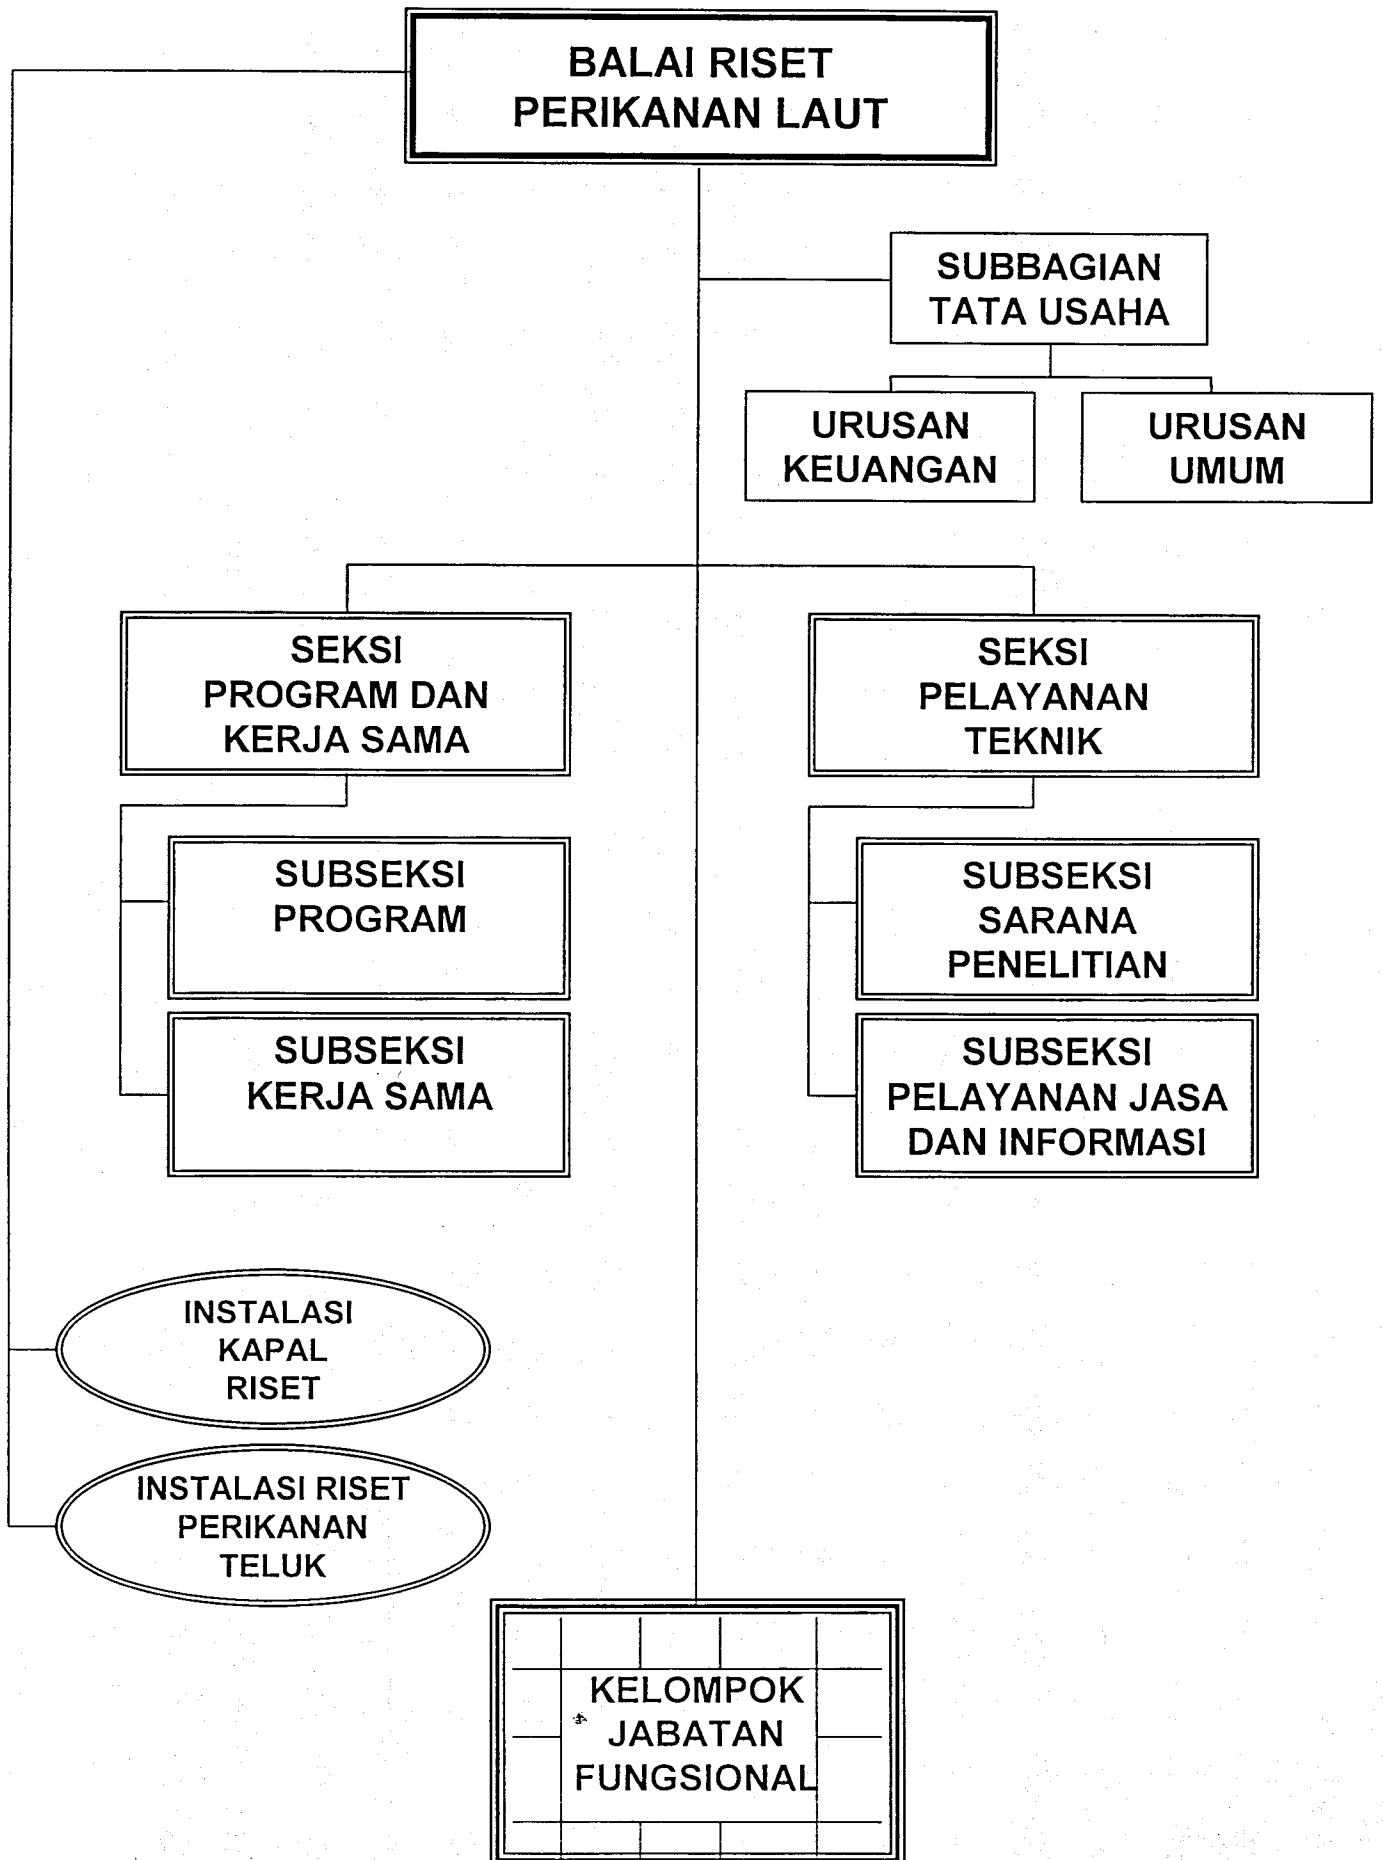 BALAI RISET
PERIKANAN LAUT
SUBBAGIAN
TATA USAHA
URUSAN
KEUANGAN
URUSAN
UMUM
SEKSI
PROGRAM DAN
KERJA SAMA
SEKSI
PELAYANAN
TEKNIK
SUBSEKSI
PROGRAM
SUBSEKSI
SARANA
PENELITIAN
SUBSEKSI
KERJA SAMA
SUBSEKSI
PELAYANAN JASA
DAN INFORMASI
INSTALASI
KAPAL
RISET
INSTALASI RISET
PERIKANAN
TELUK
KELOMPOK
JABATAN
FUNGSIONAL